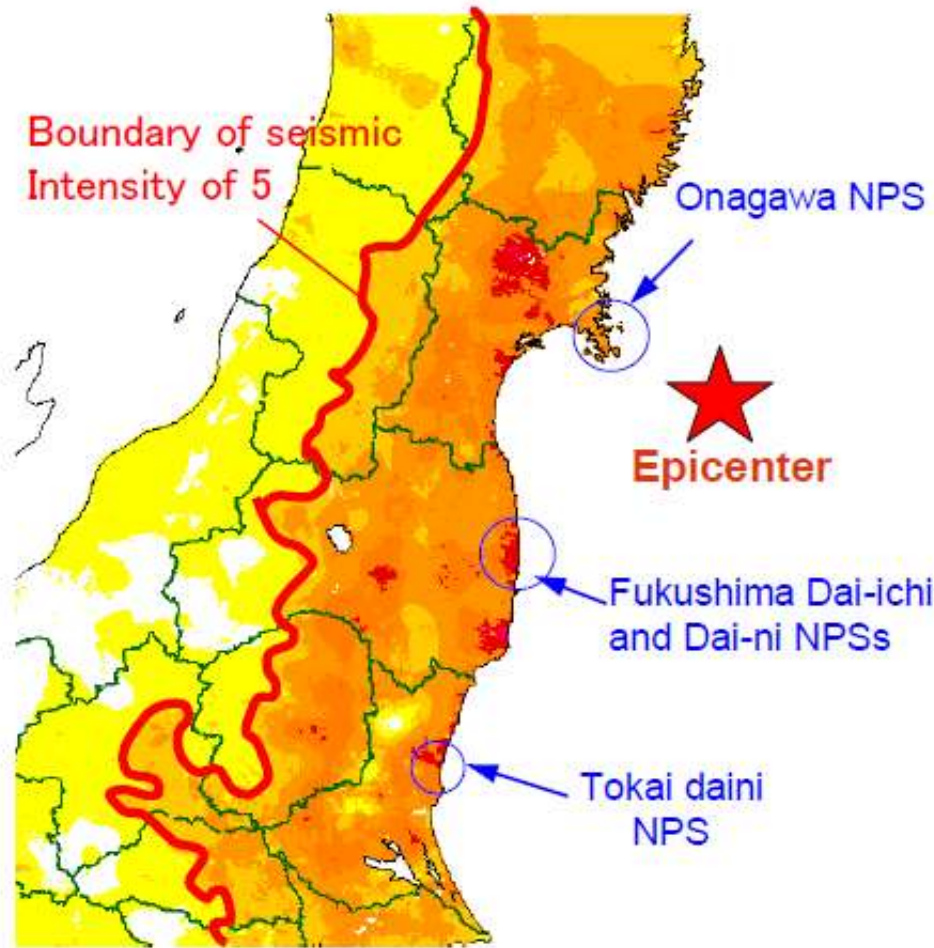 Boundary of seismic
Intensity of 5
Onagawa NPS
Epicenter
Fukushima Dai-ichi
and Dai-ni NPSs
Tokai daini
NPS